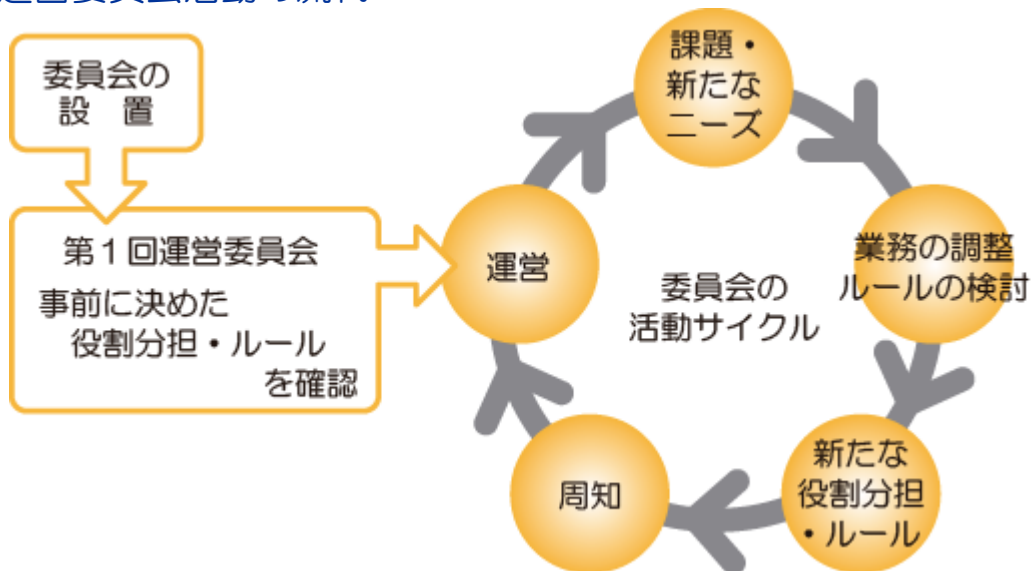 委員会の
設 置
第1回運営委員会
事前に決めた
役割分担・ルール
を確認
運営
課題・
新たな
ニーズ
業務の調整
ルールの検討
新たな
役割分担
・ルール
周知
委員会の
活動サイクル